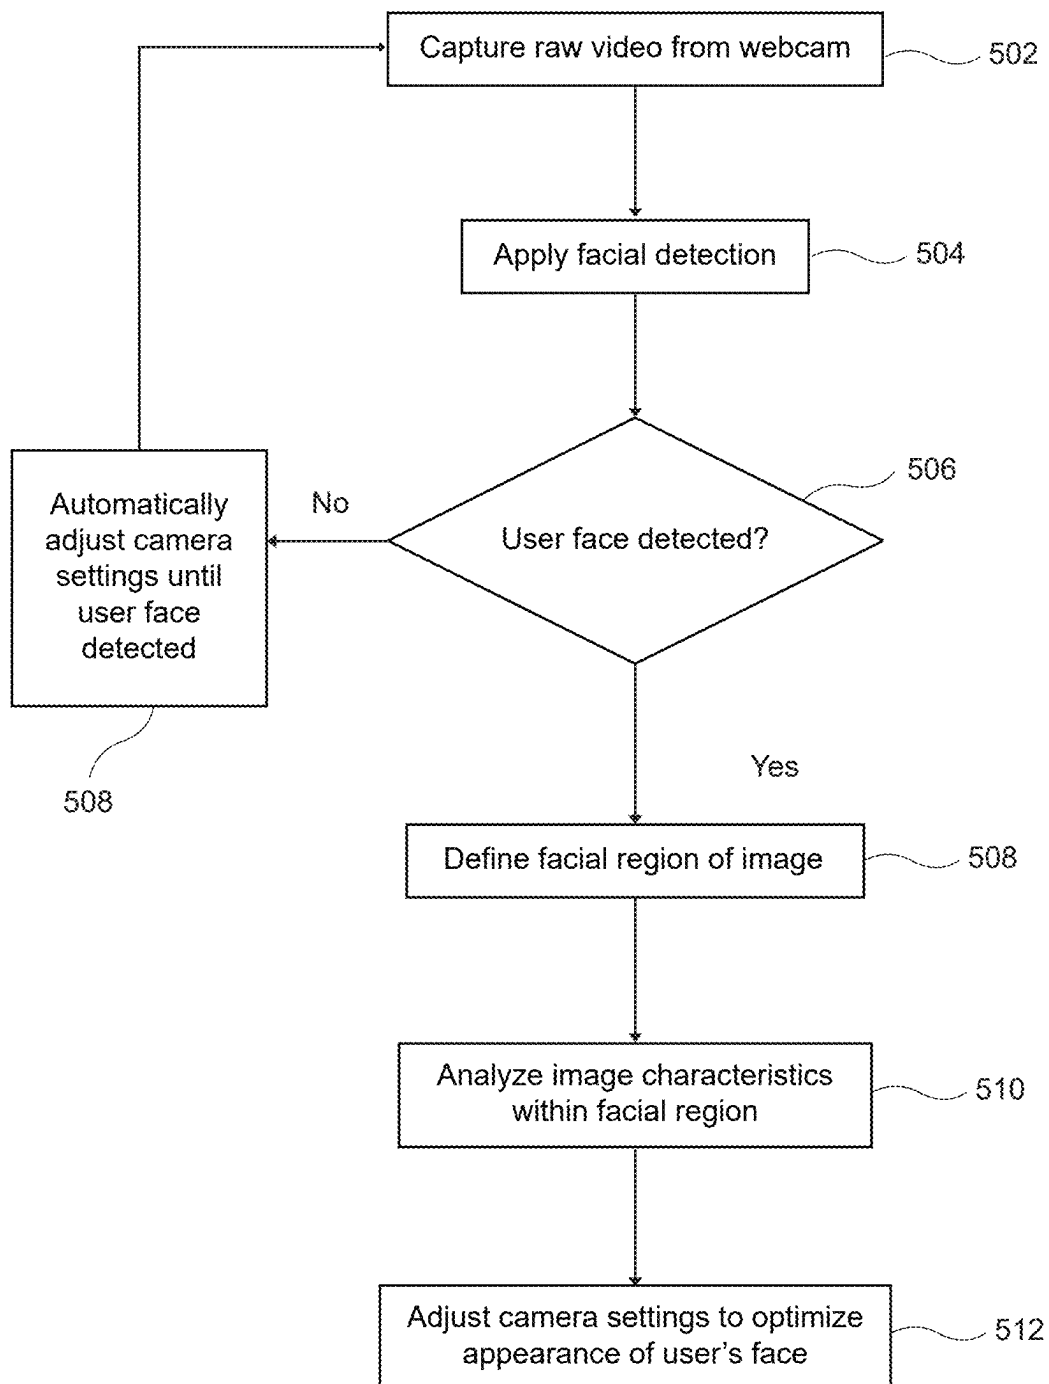 Capture raw video from webcam
502
Apply facial detection
504
506
User face detected?
No
Automatically
adjust camera
settings until
user face
detected
508
Yes
Define facial region of image
508
Analyze image characteristics
within facial region
510
Adjust camera settings to optimize
appearance of user's face
512